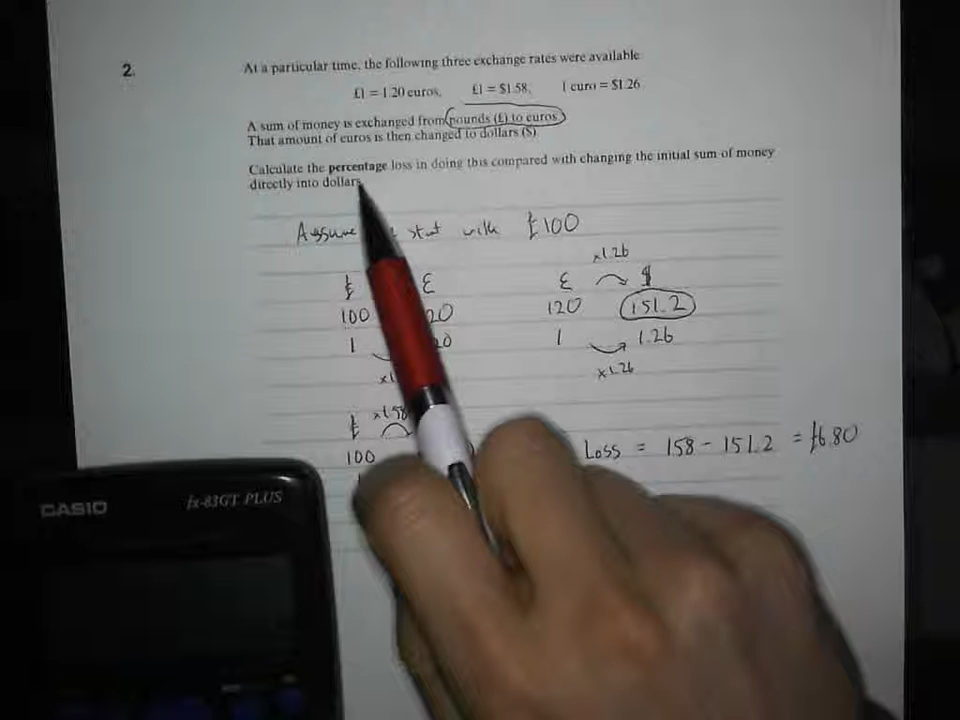 2.
At a particular time, the following three exchange rates were available
£1 = 1.20 euros, £1 = $1.58, 1 euro = $1.26
A sum of money is exchanged from pounds (£) to euros
That amount of euros is then changed to dollars ($)
Calculate the percentage loss in doing this compared with changing the initial sum of money
directly into dollars
Assume start with £100
×1.26
£ Ɛ Ɛ $
100 20 120 151.2
1 20 1 1.26
×1 ×1.26
×1.58
£
100
Loss = 158 - 151.2 = £6.80
CASIO fx-83GT PLUS